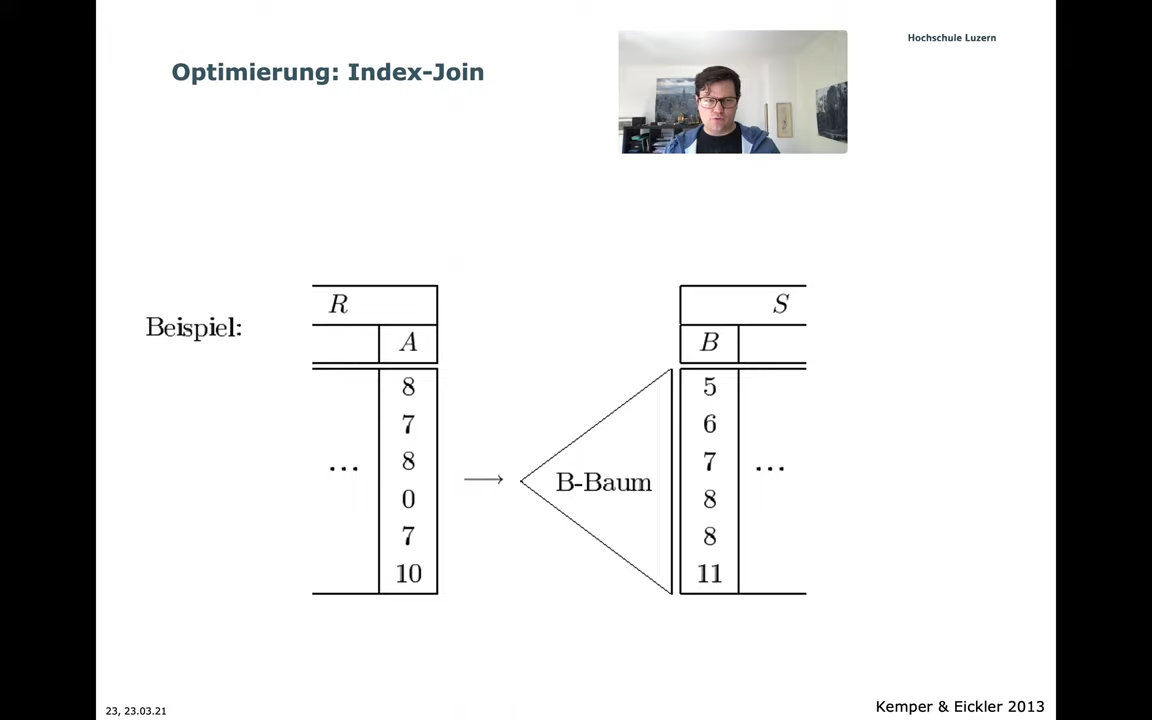 Hochschule Luzern
Optimierung: Index-Join
Beispiel:
R
S
A
B
8
7
8
0
7
10
...
B-Baum
5
6
7
8
8
11
...
23, 23.03.21
Kemper & Eickler 2013